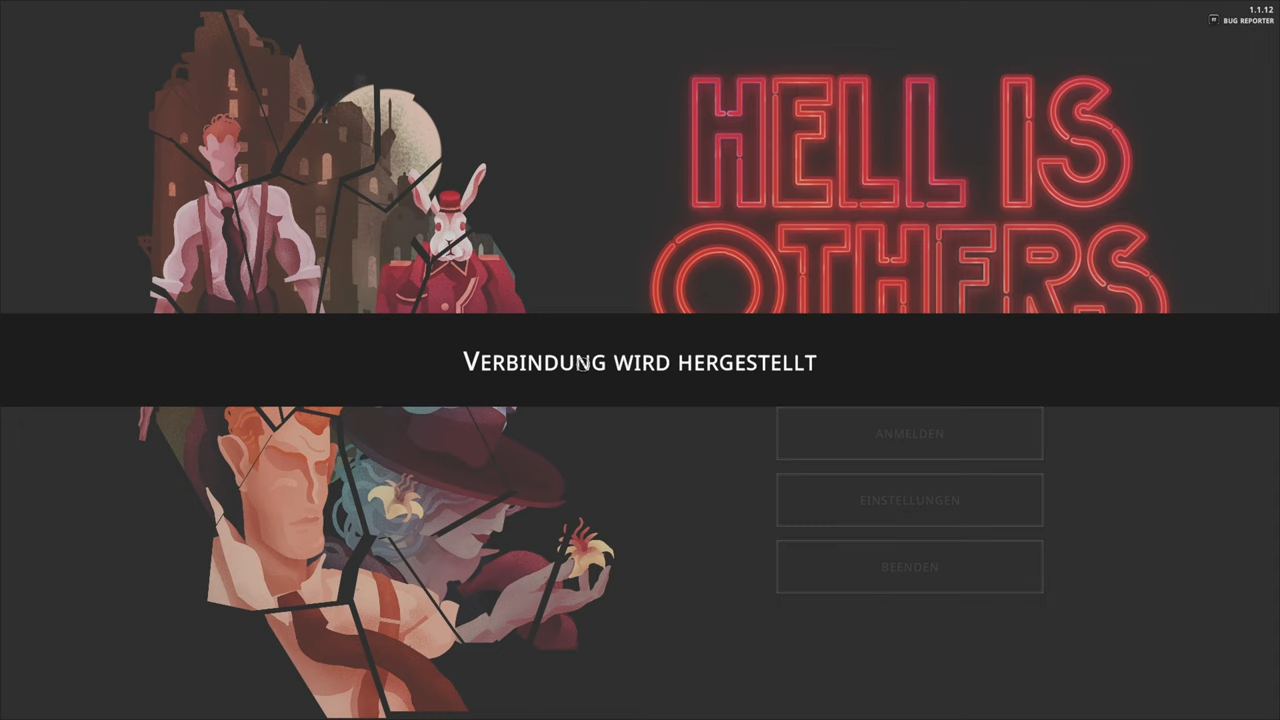 1.1.12
BUG REPORTER
HELL IS
OTHERS
VERBINDUNG WIRD HERGESTELLT
ANMELDEN
EINSTELLUNGEN
BEENDEN